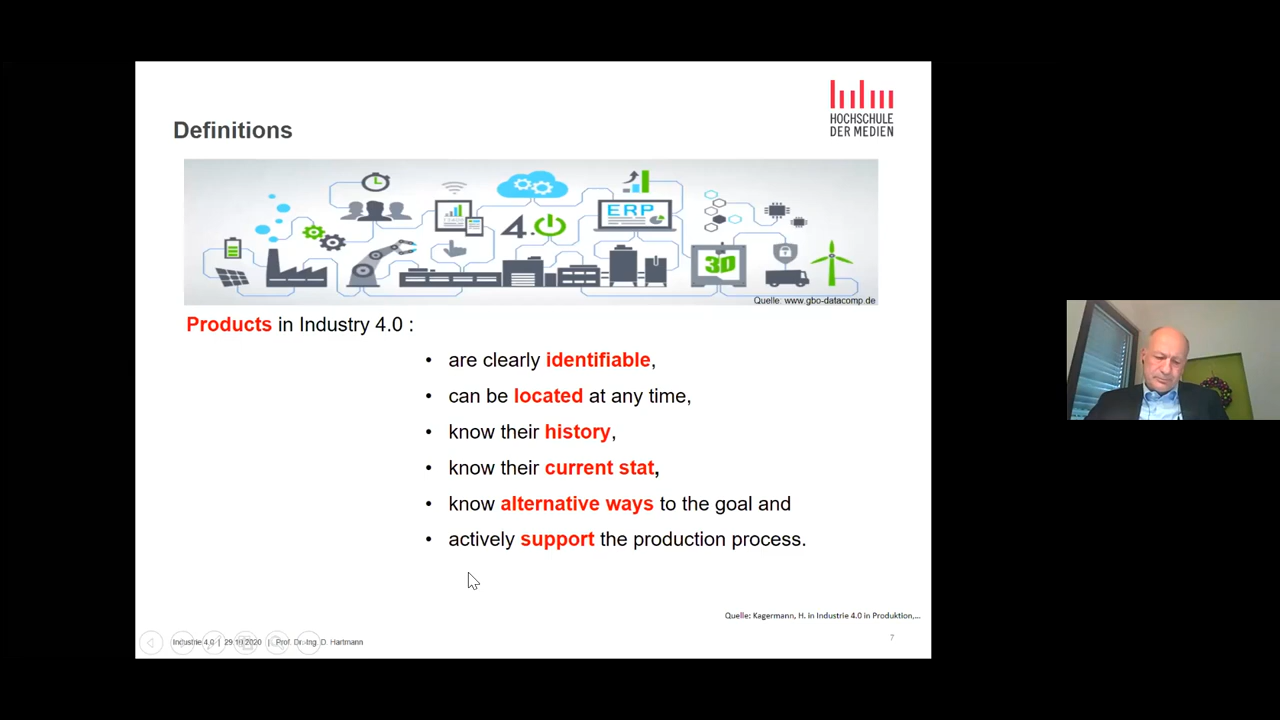 HOCHSCHULE
DER MEDIEN
Definitions
4.0
ERP
3D
Quelle: www.gbo-datacomp.de
Products in Industry 4.0 :
• are clearly identifiable,
• can be located at any time,
• know their history,
• know their current stat,
• know alternative ways to the goal and
• actively support the production process.
Quelle: Kagermann, H. in Industrie 4.0 in Produktion,...
Industrie 4.0 | 29.10.2020 | Prof. Dr.-Ing. D. Hartmann
7